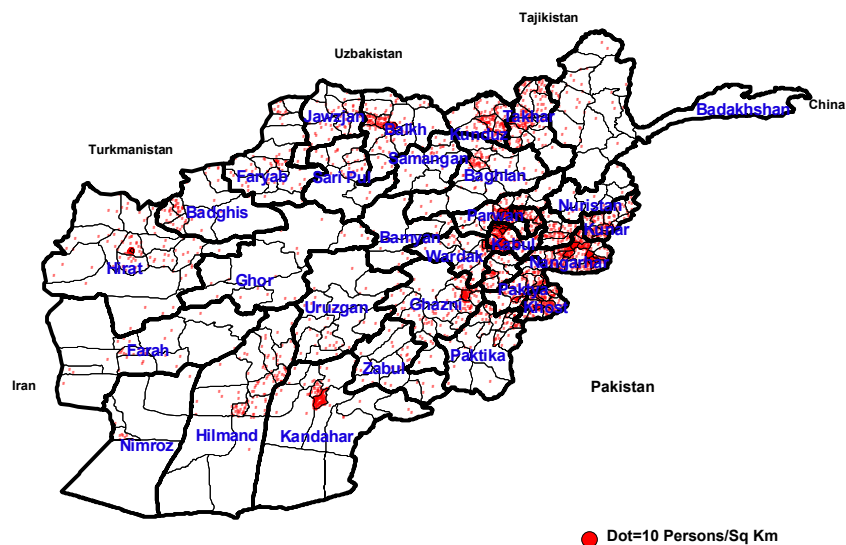 Tajikistan
Uzbakistan
China
Badakhshan
Jawzjan
Takhar
Balkh
Kunduz
Turkmanistan
Samangan
Baghlan
Faryab
Sari Pul
Nuristan
Badghis
Parwan
Kunar
Bamyan
Kabul
Wardak
Nangarhar
Hirat
Ghor
Paktya
Uruzgan
Ghazni
Khost
Farah
Paktika
Zabul
Iran
Pakistan
Hilmand
Kandahar
Nimroz
Dot=10 Persons/Sq Km